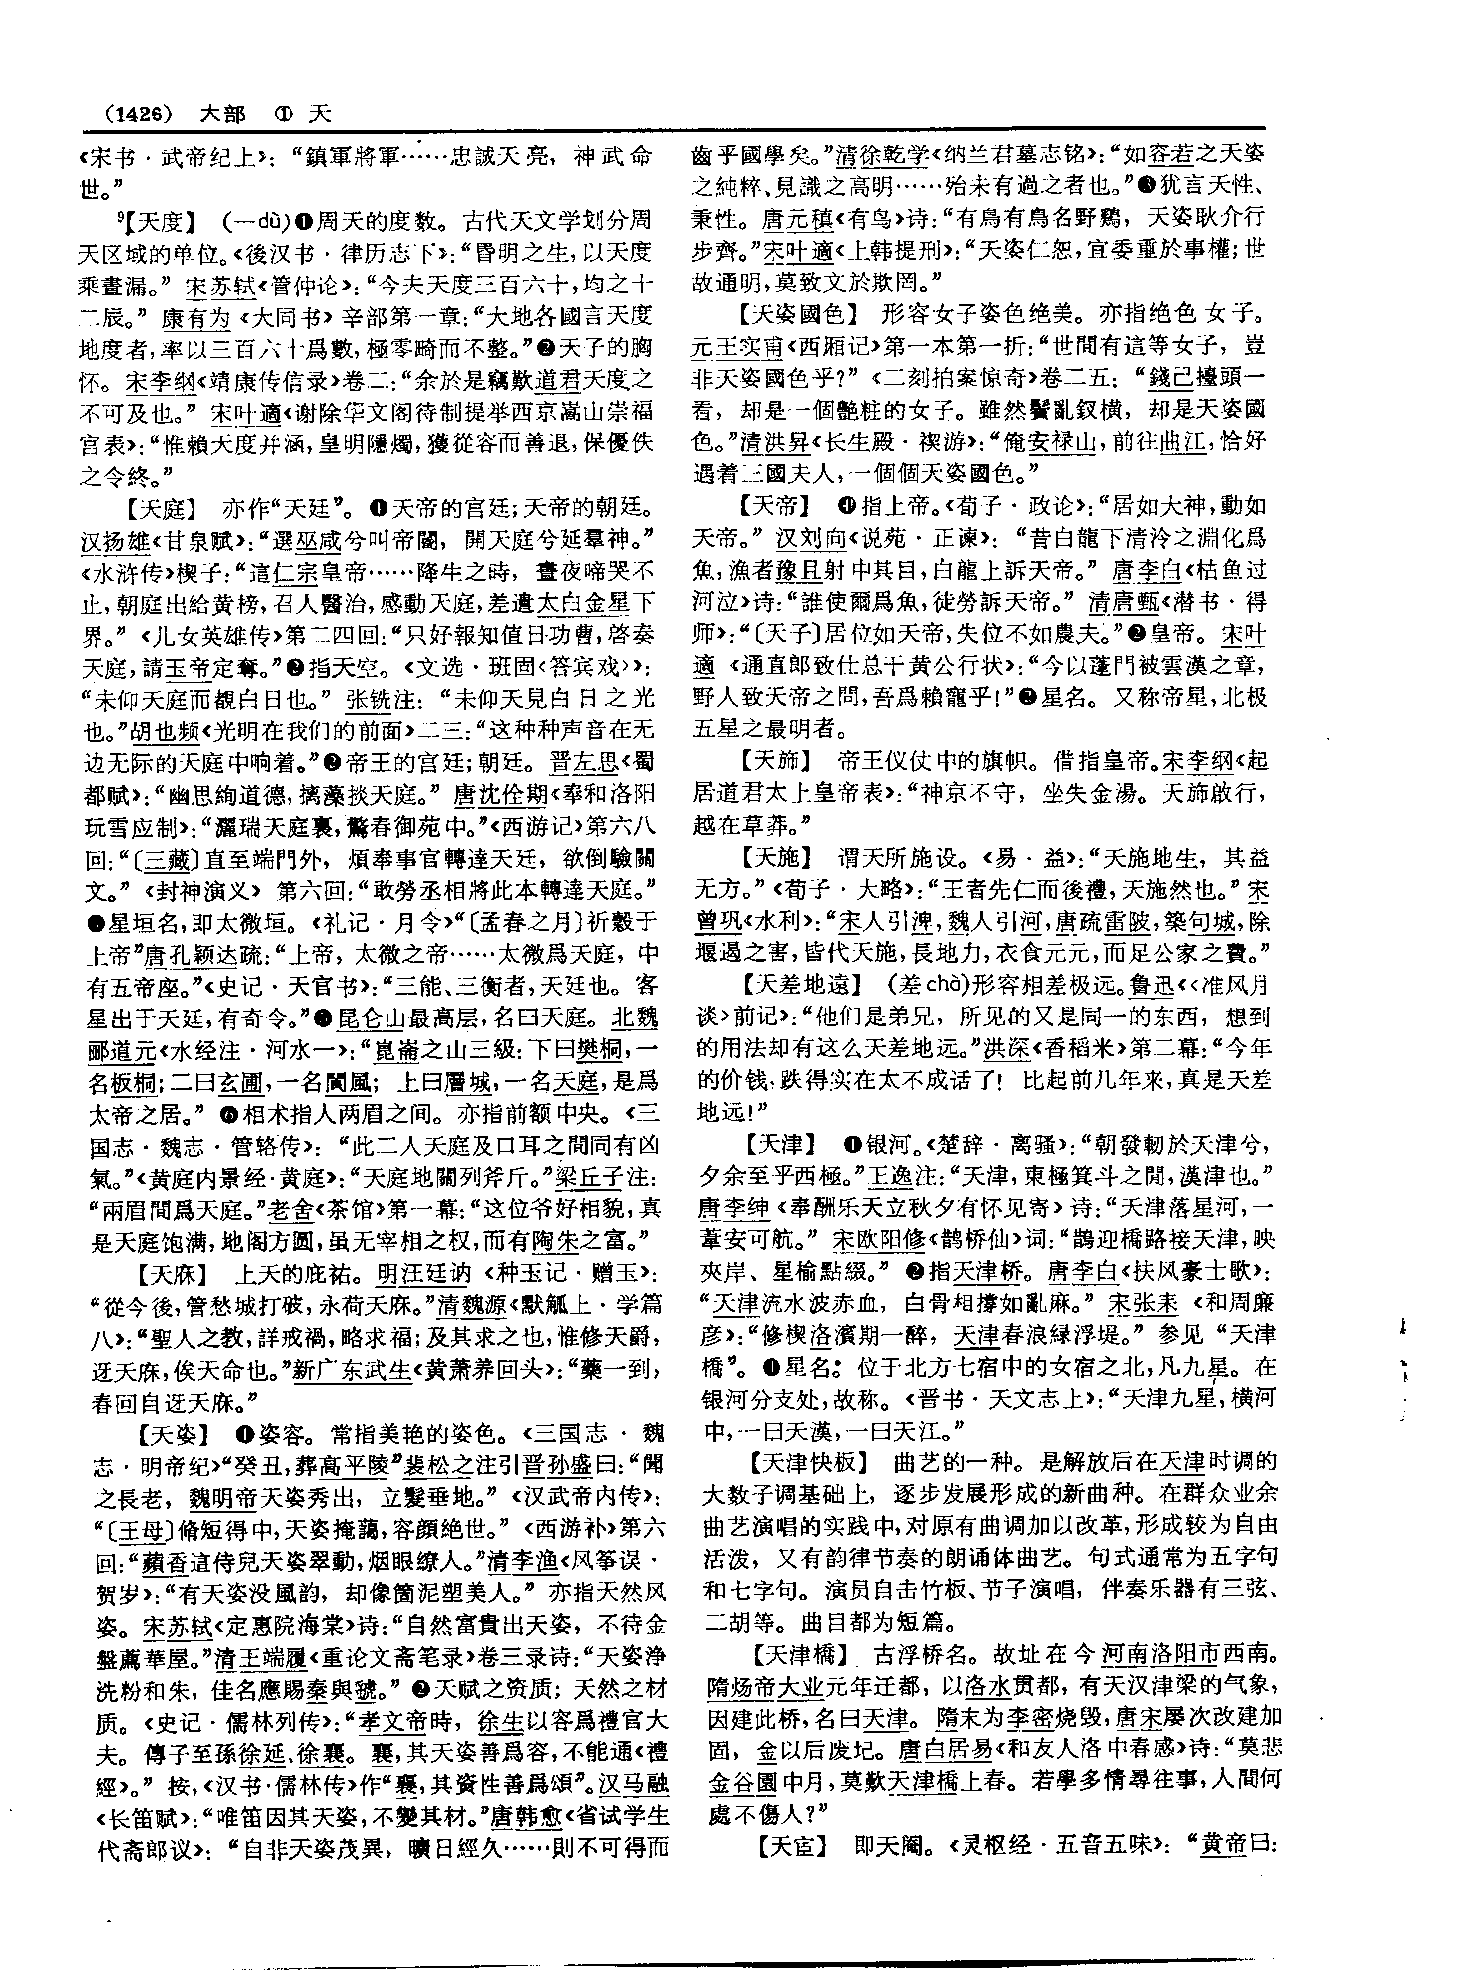 （1426） 大部 ① 天
《宋书·武帝纪上》：“鎮軍將軍……忠誠天亮，神武命
世。”
⁹【天度】 （—dù）❶周天的度数。古代天文学划分周
天区域的单位。《後汉书·律历志下》：“昏明之生，以天度
乘晝漏。” 宋苏轼《管仲论》：“今夫天度三百六十，均之十
二辰。” 康有为《大同书》辛部第一章：“大地各國言天度
地度者，率以三百六十爲數，極零畸而不整。”❷天子的胸
怀。宋李纲《靖康传信录》卷二：“余於是竊歎道君天度之
不可及也。” 宋叶適《谢除华文阁待制提举西京嵩山崇福
宫表》：“惟賴天度并涵，皇明隱燭，獲從容而善退，保優佚
之令终。”
【天庭】 亦作“天廷”。❶天帝的宫廷；天帝的朝廷。
汉扬雄《甘泉赋》：“選巫咸兮叫帝閽，開天庭兮延羣神。”
《水浒传》楔子：“這仁宗皇帝……降生之時，晝夜啼哭不
止，朝庭出給黄榜，召人醫治，感動天庭，差遣太白金星下
界。”《儿女英雄传》第二四回：“只好報知值日功曹，啓奏
天庭，請玉帝定奪。”❷指天空。《文选·班固〈答宾戏〉》：
“未仰天庭而覩白日也。” 张铣注：“未仰天見白日之光
也。”胡也频《光明在我们的前面》二三：“这种种声音在无
边无际的天庭中响着。”❸帝王的宫廷；朝廷。晋左思《蜀
都赋》：“幽思絢道德，摛藻掞天庭。” 唐沈佺期《奉和洛阳
玩雪应制》：“灑瑞天庭裏，驚春御苑中。”《西游记》第六八
回：“〔三藏〕直至端門外，煩奉事官轉達天廷，欲倒驗關
文。”《封神演义》第六回：“敢勞丞相將此本轉達天庭。”
❹星垣名，即太微垣。《礼记·月令》“〔孟春之月〕祈穀于
上帝”唐孔颖达疏：“上帝，太微之帝……太微爲天庭，中
有五帝座。”《史记·天官书》：“三能、三衡者，天廷也。客
星出于天廷，有奇令。”❺昆仑山最高层，名曰天庭。北魏
郦道元《水经注·河水一》：“崑崙之山三級：下曰樊桐，一
名板桐；二曰玄圃，一名閬風；上曰層城，一名天庭，是爲
太帝之居。” ❻相术指人两眉之间。亦指前额中央。《三
国志·魏志·管辂传》：“此二人天庭及口耳之間同有凶
氣。”《黄庭内景经·黄庭》：“天庭地關列斧斤。”梁丘子注：
“兩眉間爲天庭。”老舍《茶馆》第一幕：“这位爷好相貌，真
是天庭饱满，地阁方圆，虽无宰相之权，而有陶朱之富。”
【天庥】 上天的庇祐。明汪廷讷《种玉记·赠玉》：
“從今後，管愁城打破，永荷天庥。”清魏源《默觚上·学篇
八》：“聖人之教，詳戒禍，略求福；及其求之也，惟修天爵，
迓天庥，俟天命也。”新广东武生《黄萧养回头》：“藥一到，
春回自迓天庥。”
【天姿】 ❶姿容。常指美艳的姿色。《三国志·魏
志·明帝纪》“癸丑，葬高平陵”裴松之注引晋孙盛曰：“聞
之長老，魏明帝天姿秀出，立髮垂地。”《汉武帝内传》：
“〔王母〕脩短得中，天姿掩藹，容顔絶世。”《西游补》第六
回：“蘋香這侍兒天姿翠動，烟眼繚人。”清李渔《风筝误·
贺岁》：“有天姿没風韵，却像箇泥塑美人。” 亦指天然风
姿。宋苏轼《定惠院海棠》诗：“自然富貴出天姿，不待金
盤薦華屋。”清王端履《重论文斋笔录》卷三录诗：“天姿净
洗粉和朱，佳名應賜秦與虢。”❷天赋之资质；天然之材
质。《史记·儒林列传》：“孝文帝時，徐生以容爲禮官大
夫。傳子至孫徐延、徐襄。襄，其天姿善爲容，不能通《禮
經》。” 按，《汉书·儒林传》作“襄，其資性善爲頌”。汉马融
《长笛赋》：“唯笛因其天姿，不變其材。”唐韩愈《省试学生
代斋郎议》：“自非天姿茂異，曠日經久……則不可得而
齒乎國學矣。”清徐乾学《纳兰君墓志铭》：“如容若之天姿
之純粹、見識之高明……殆未有過之者也。”❸犹言天性、
秉性。唐元稹《有鸟》诗：“有鳥有鳥名野鷄，天姿耿介行
步齊。”宋叶適《上韩提刑》：“天姿仁恕，宜委重於事權；世
故通明，莫致文於欺罔。”
【天姿國色】 形容女子姿色绝美。亦指绝色女子。
元王实甫《西厢记》第一本第一折：“世間有這等女子，豈
非天姿國色乎？”《二刻拍案惊奇》卷二五：“錢己擡頭一
看，却是一個艷粧的女子。雖然鬢亂釵横，却是天姿國
色。”清洪昇《长生殿·禊游》：“俺安禄山，前往曲江，恰好
遇着三國夫人，一個個天姿國色。”
【天帝】 ❶指上帝。《荀子·政论》：“居如大神，動如
天帝。” 汉刘向《说苑·正谏》：“昔白龍下清泠之淵化爲
魚，漁者豫且射中其目，白龍上訴天帝。” 唐李白《枯鱼过
河泣》诗：“誰使爾爲魚，徒勞訴天帝。” 清唐甄《潜书·得
师》：“〔天子〕居位如天帝，失位不如農夫。”❷皇帝。宋叶
適《通直郎致仕总干黄公行状》：“今以蓬門被雲漢之章，
野人致天帝之問，吾爲賴寵乎！”❸星名。又称帝星，北极
五星之最明者。
【天旆】 帝王仪仗中的旗帜。借指皇帝。宋李纲《起
居道君太上皇帝表》：“神京不守，坐失金湯。天旆啟行，
越在草莽。”
【天施】 谓天所施设。《易·益》：“天施地生，其益
无方。”《荀子·大略》：“王者先仁而後禮，天施然也。”宋
曾巩《水利》：“宋人引渒，魏人引河，唐疏雷陂，築句城，除
堰遏之害，皆代天施，長地力，衣食元元，而足公家之費。”
【天差地遠】 （差chà）形容相差极远。鲁迅《〈准风月
谈〉前记》：“他们是弟兄，所见的又是同一的东西，想到
的用法却有这么天差地远。”洪深《香稻米》第二幕：“今年
的价钱，跌得实在太不成话了！比起前几年来，真是天差
地远！”
【天津】 ❶银河。《楚辞·离骚》：“朝發軔於天津兮，
夕余至乎西極。”王逸注：“天津，東極箕斗之間，漢津也。”
唐李绅《奉酬乐天立秋夕有怀见寄》诗：“天津落星河，一
葦安可航。” 宋欧阳修《鹊桥仙》词：“鵲迎橋路接天津，映
夾岸、星榆點綴。” ❷指天津桥。唐李白《扶风豪士歌》：
“天津流水波赤血，白骨相撐如亂麻。” 宋张耒《和周廉
彦》：“修禊洛濱期一醉，天津春浪绿浮堤。” 参见“天津
橋”。❸星名：位于北方七宿中的女宿之北，凡九星。在
银河分支处，故称。《晋书·天文志上》：“天津九星，横河
中，一曰天漢，一曰天江。”
【天津快板】 曲艺的一种。是解放后在天津时调的
大数子调基础上，逐步发展形成的新曲种。在群众业余
曲艺演唱的实践中，对原有曲调加以改革，形成较为自由
活泼，又有韵律节奏的朗诵体曲艺。句式通常为五字句
和七字句。演员自击竹板、节子演唱，伴奏乐器有三弦、
二胡等。曲目都为短篇。
【天津橋】 古浮桥名。故址在今河南洛阳市西南。
隋炀帝大业元年迁都，以洛水贯都，有天汉津梁的气象，
因建此桥，名曰天津。隋末为李密烧毁，唐宋屡次改建加
固，金以后废圮。唐白居易《和友人洛中春感》诗：“莫悲
金谷園中月，莫歎天津橋上春。若學多情尋往事，人間何
處不傷人？”
【天宦】 即天阉。《灵枢经·五音五味》：“黄帝曰：